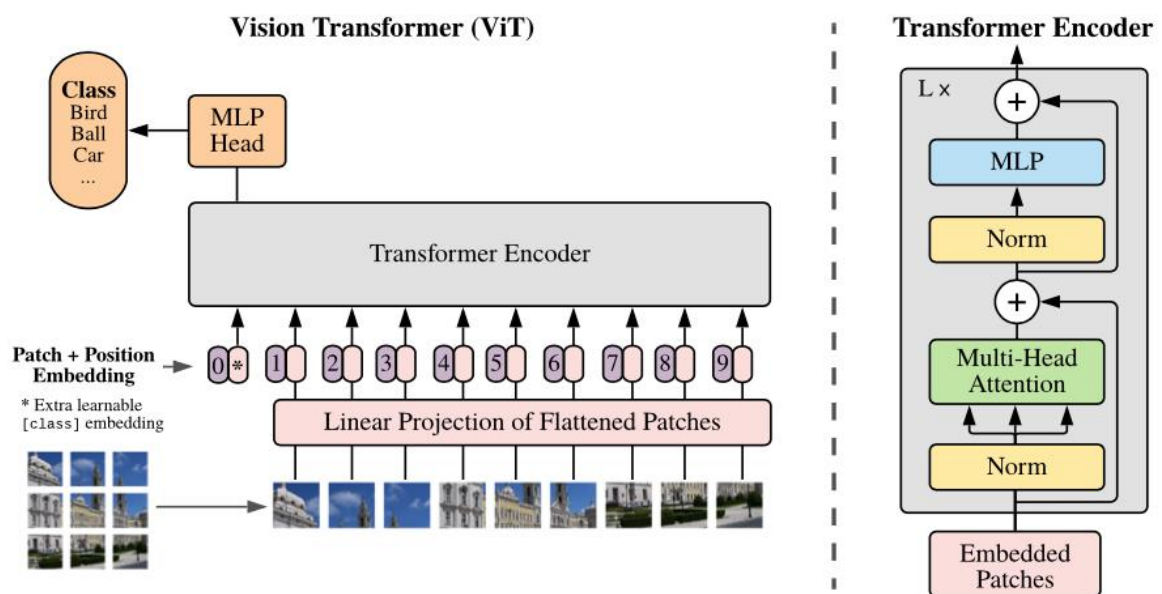 Vision Transformer (ViT)
Class
Bird
Ball
Car
...
MLP
Head
Transformer Encoder
Patch + Position
Embedding
* Extra learnable
[class] embedding
0 * 1 2 3 4 5 6 7 8 9
Linear Projection of Flattened Patches
Transformer Encoder
L ×
+
MLP
Norm
+
Multi-Head
Attention
Norm
Embedded
Patches